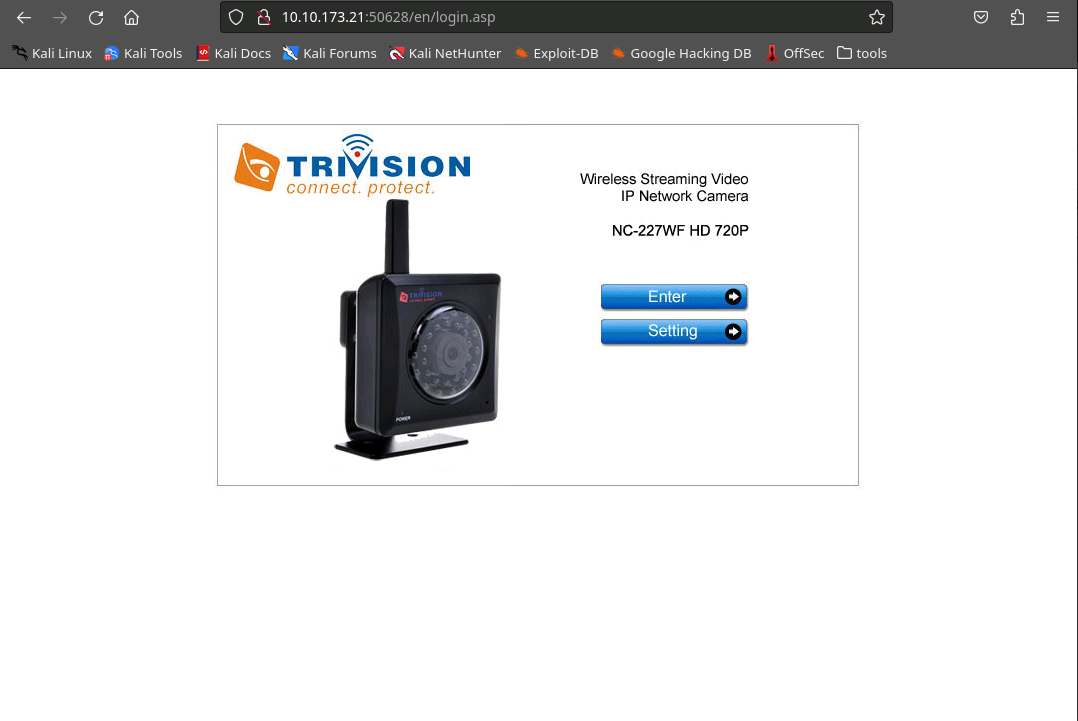 10.10.173.21:50628/en/login.asp
Kali Linux Kali Tools Kali Docs Kali Forums Kali NetHunter Exploit-DB Google Hacking DB OffSec tools
TRIVISION
connect. protect.
Wireless Streaming Video
IP Network Camera
NC-227WF HD 720P
Enter
Setting
TRIVISION
connect. protect.
POWER